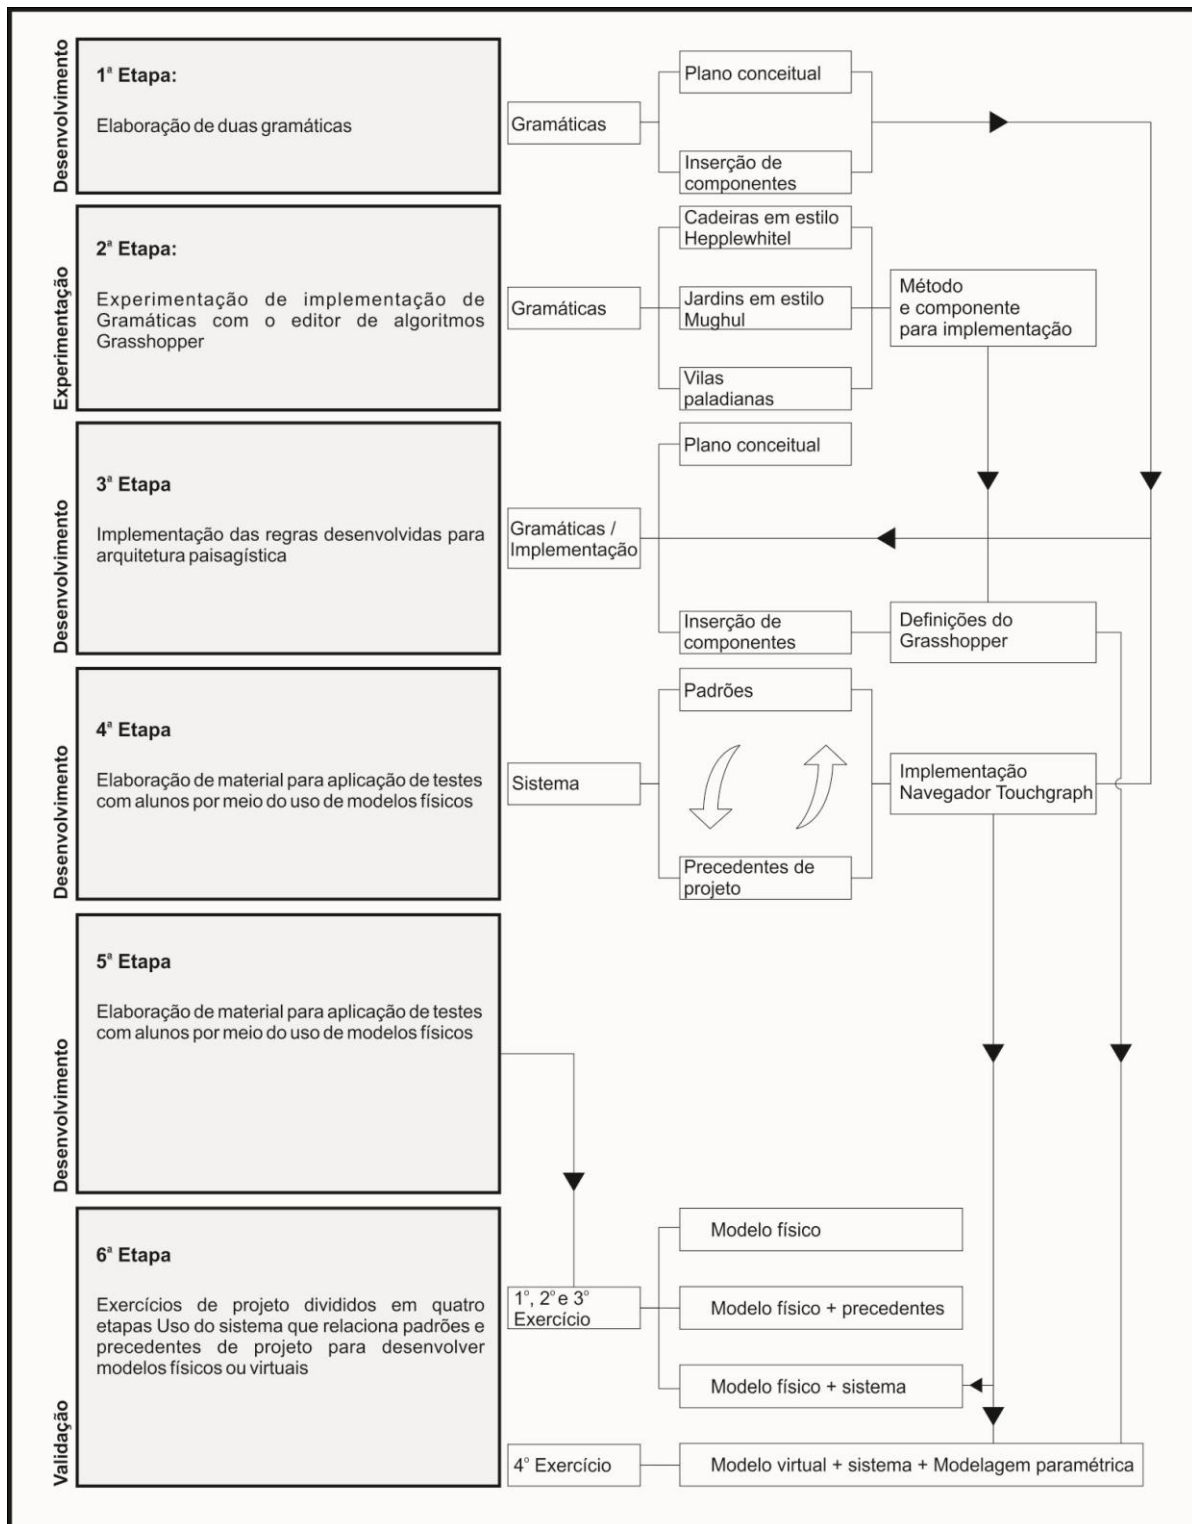 Desenvolvimento
1ª Etapa:
Elaboração de duas gramáticas
Gramáticas
Plano conceitual
Inserção de
componentes
Experimentação
2ª Etapa:
Experimentação de implementação de
Gramáticas com o editor de algoritmos
Grasshopper
Gramáticas
Cadeiras em estilo
Hepplewhitel
Jardins em estilo
Mughul
Vilas
paladianas
Método
e componente
para implementação
Desenvolvimento
3ª Etapa
Implementação das regras desenvolvidas para
arquitetura paisagística
Gramáticas /
Implementação
Plano conceitual
Inserção de
componentes
Definições do
Grasshopper
Desenvolvimento
4ª Etapa
Elaboração de material para aplicação de testes
com alunos por meio do uso de modelos físicos
Sistema
Padrões
Precedentes de
projeto
Implementação
Navegador Touchgraph
Desenvolvimento
5ª Etapa
Elaboração de material para aplicação de testes
com alunos por meio do uso de modelos físicos
Validação
6ª Etapa
Exercícios de projeto divididos em quatro
etapas Uso do sistema que relaciona padrões e
precedentes de projeto para desenvolver
modelos físicos ou virtuais
1º, 2º e 3º
Exercício
Modelo físico
Modelo físico + precedentes
Modelo físico + sistema
4º Exercício
Modelo virtual + sistema + Modelagem paramétrica